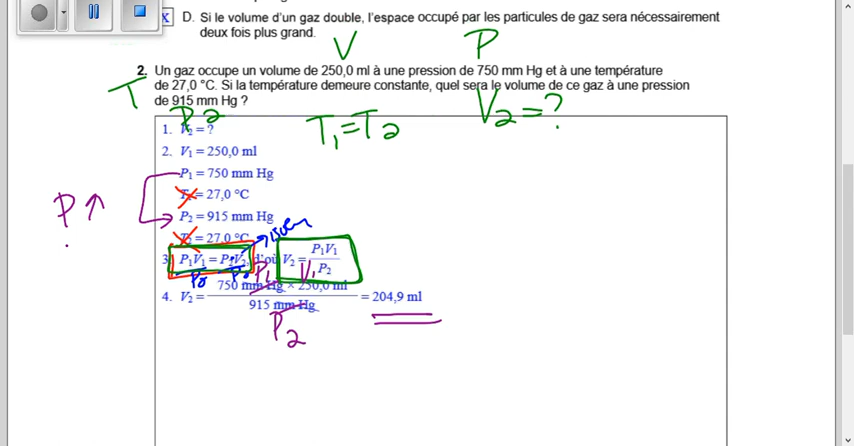 X D. Si le volume d'un gaz double, l'espace occupé par les particules de gaz sera nécessairement
deux fois plus grand.
V P
2. Un gaz occupe un volume de 250,0 ml à une pression de 750 mm Hg et à une température
T de 27,0 °C. Si la température demeure constante, quel sera le volume de ce gaz à une pression
de 915 mm Hg ?
P2 T1=T2 V2=?
1. V2 = ?
2. V1 = 250,0 ml
P1 = 750 mm Hg
T1 = 27,0 °C
P↑ P2 = 915 mm Hg
T2 = 27,0 °C
3. P1V1 = P2V2, d'où V2 = P1V1 / P2
P2 P2 P1 V1
4. V2 = 750 mm Hg × 250,0 ml / 915 mm Hg = 204,9 ml
P2